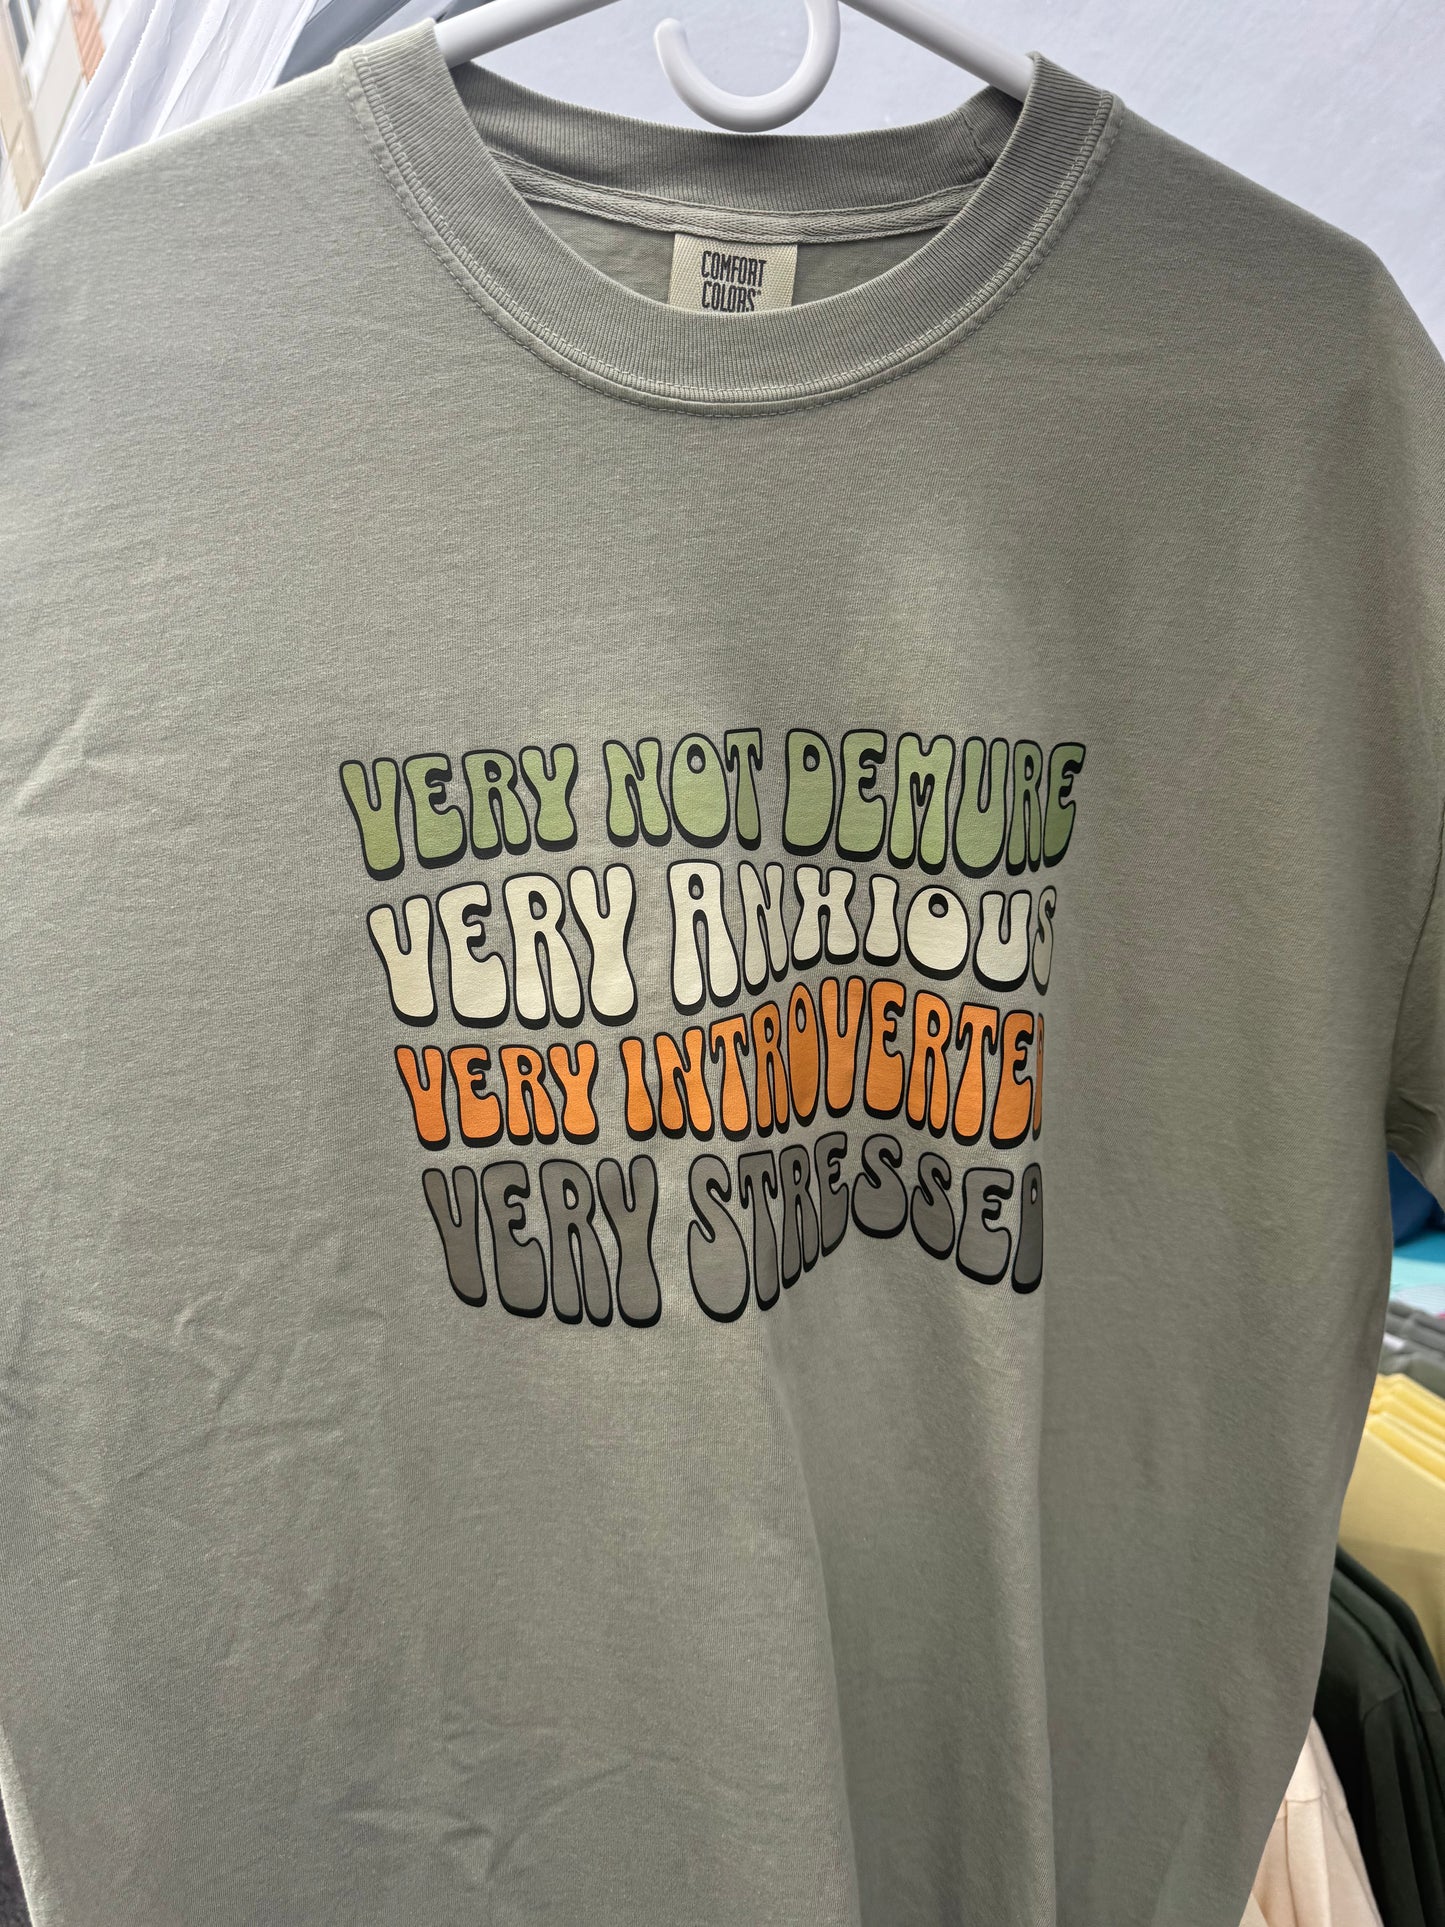 COMFORT
COLORS®
VERY NOT DEMURE
VERY ANXIOUS
VERY INTROVERTED
VERY STRESSED